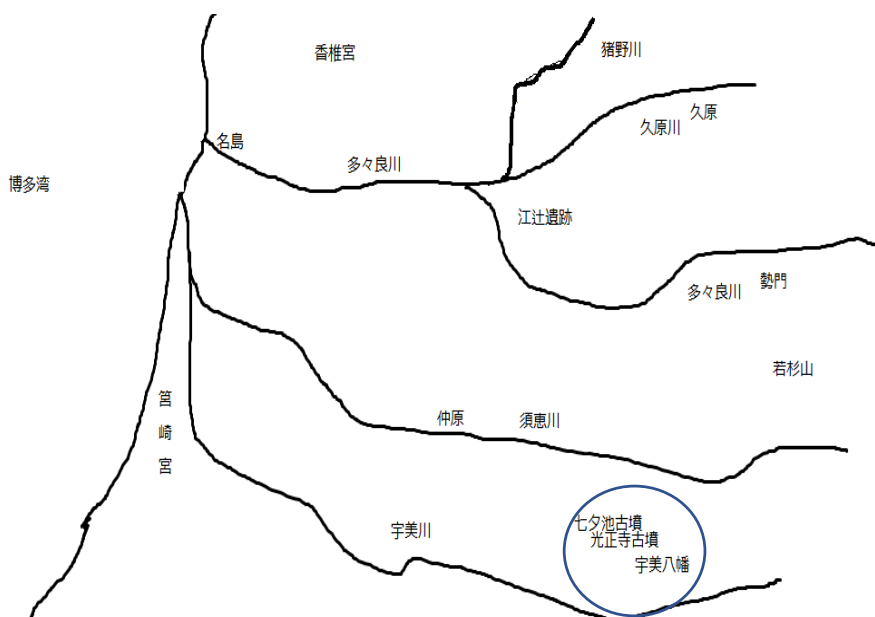 香椎宮
猪野川
久原
久原川
名島
多々良川
博多湾
江辻遺跡
勢門
多々良川
若杉山
筥崎宮
仲原
須恵川
七夕池古墳
光正寺古墳
宇美川
宇美八幡